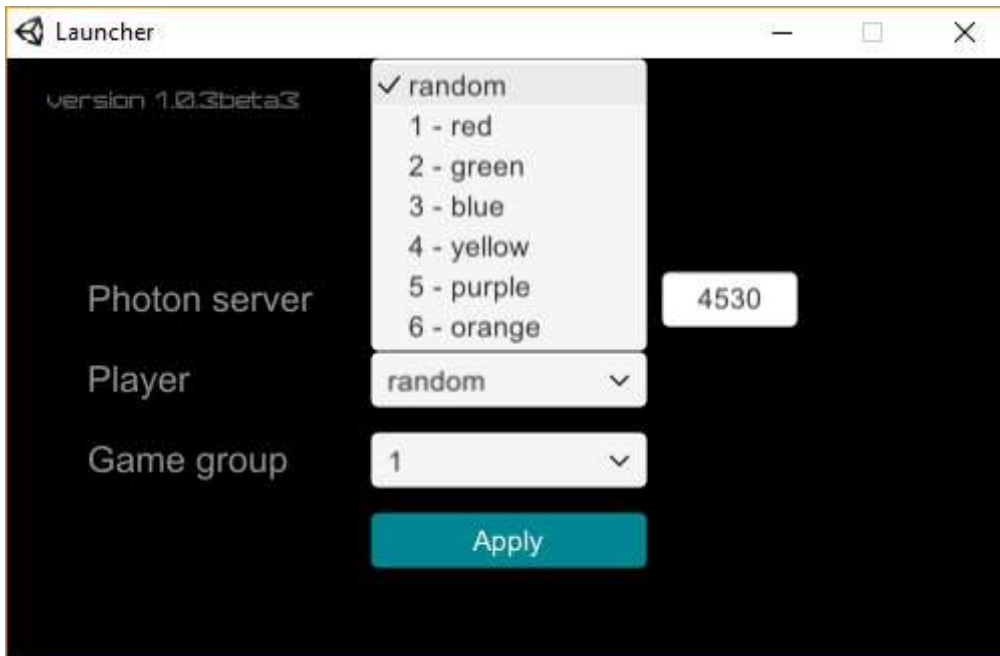 Launcher
version 1.0.3beta3
random
1 - red
2 - green
3 - blue
4 - yellow
5 - purple
6 - orange
Photon server 4530
Player random
Game group 1
Apply